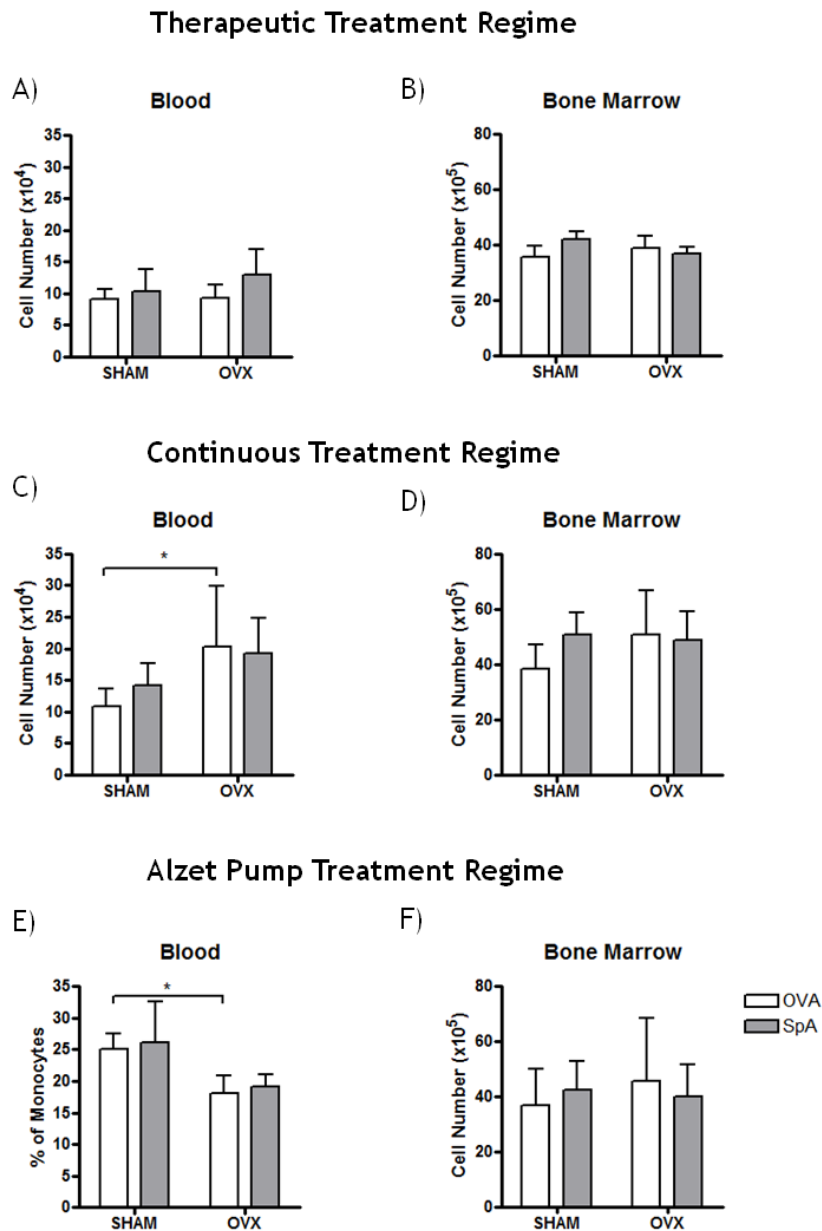 Therapeutic Treatment Regime
A)
B)
Blood
Bone Marrow
Cell Number (x10⁴)
35
30
25
20
15
10
5
0
SHAM
OVX
Cell Number (x10⁵)
80
60
40
20
0
SHAM
OVX
Continuous Treatment Regime
C)
D)
Blood
Bone Marrow
Cell Number (x10⁴)
35
30
25
20
15
10
5
0
*
SHAM
OVX
Cell Number (x10⁵)
80
60
40
20
0
SHAM
OVX
Alzet Pump Treatment Regime
E)
F)
Blood
Bone Marrow
% of Monocytes
35
30
25
20
15
10
5
0
*
SHAM
OVX
Cell Number (x10⁵)
80
60
40
20
0
SHAM
OVX
OVA
SpA